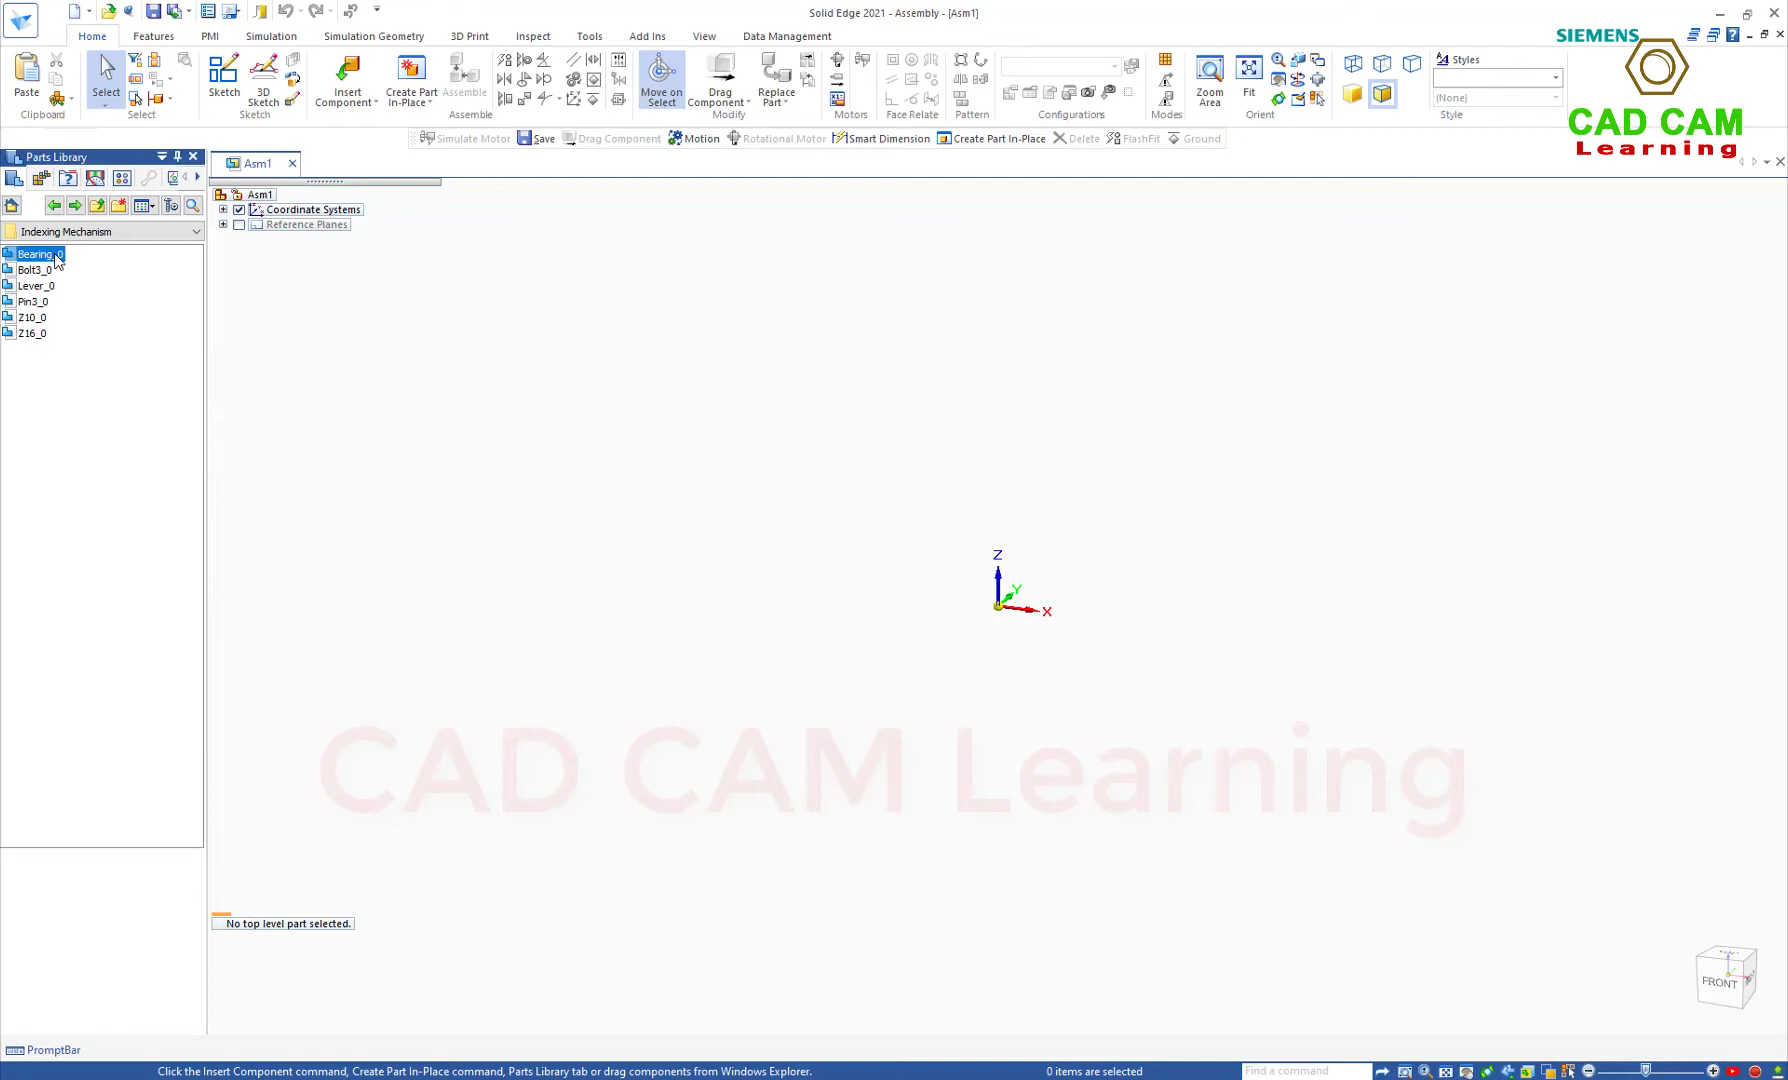 Solid Edge 2021 - Assembly - [Asm1]
Home Features PMI Simulation Simulation Geometry 3D Print Inspect Tools Add Ins View Data Management
SIEMENS
CAD CAM
Learning
Paste
Clipboard
Select
Select
Sketch
3D Sketch
Sketch
Insert Component
Create Part In-Place
Assemble
Assemble
Move on Select
Drag Component
Replace Part
Modify
Motors
Face Relate
Pattern
Configurations
Modes
Zoom Area
Fit
Orient
Styles
(None)
Style
Simulate Motor Save Drag Component Motion Rotational Motor Smart Dimension Create Part In-Place Delete FlashFit Ground
Parts Library
Asm1
Indexing Mechanism
Bearing_0
Bolt3_0
Lever_0
Pin3_0
Z10_0
Z16_0
Asm1
Coordinate Systems
Reference Planes
Z
Y
X
CAD CAM Learning
No top level part selected.
FRONT
PromptBar
Click the Insert Component command, Create Part In-Place command, Parts Library tab or drag components from Windows Explorer.
0 items are selected
Find a command